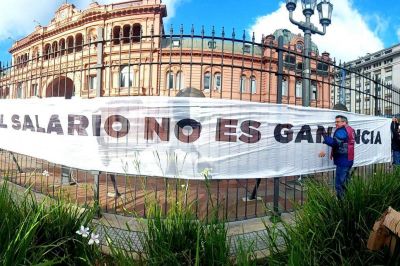 L SALARIO NO ES GANANCIA